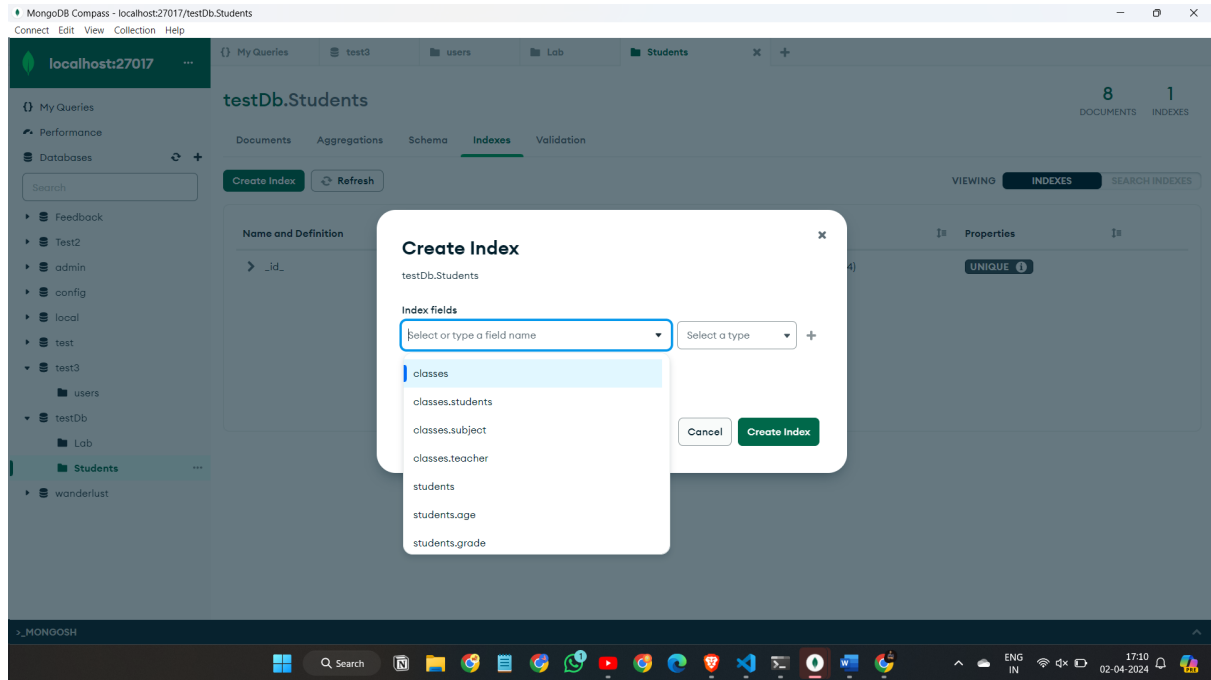 MongoDB Compass - localhost:27017/testDb.Students
Connect Edit View Collection Help
localhost:27017 ...
{} My Queries test3 users Lab Students
{} My Queries
Performance
Databases
Search
Feedback
Test2
admin
config
local
test
test3
users
testDb
Lab
Students ...
wanderlust
testDb.Students
8 1
DOCUMENTS INDEXES
Documents Aggregations Schema Indexes Validation
Create Index Refresh
VIEWING INDEXES SEARCH INDEXES
Name and Definition Properties
_id_ 4) UNIQUE
Create Index
testDb.Students
Index fields
Select or type a field name Select a type
classes
classes.students
classes.subject
classes.teacher
students
students.age
students.grade
Cancel Create Index
>_MONGOSH
Search
ENG
IN
17:10
02-04-2024